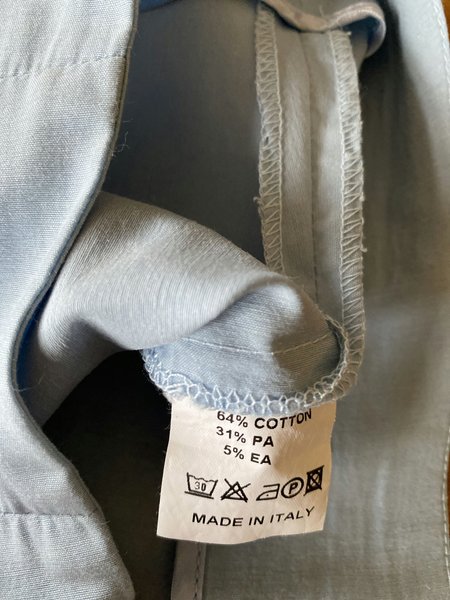 64% COTTON
31% PA
5% EA
30 P
MADE IN ITALY